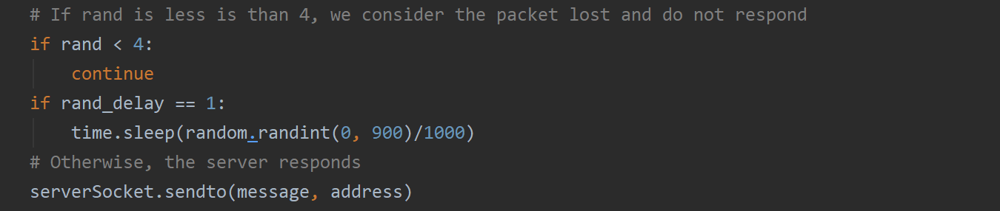 # If rand is less is than 4, we consider the packet lost and do not respond
if rand < 4:
    continue
if rand_delay == 1:
    time.sleep(random.randint(0, 900)/1000)
# Otherwise, the server responds
serverSocket.sendto(message, address)